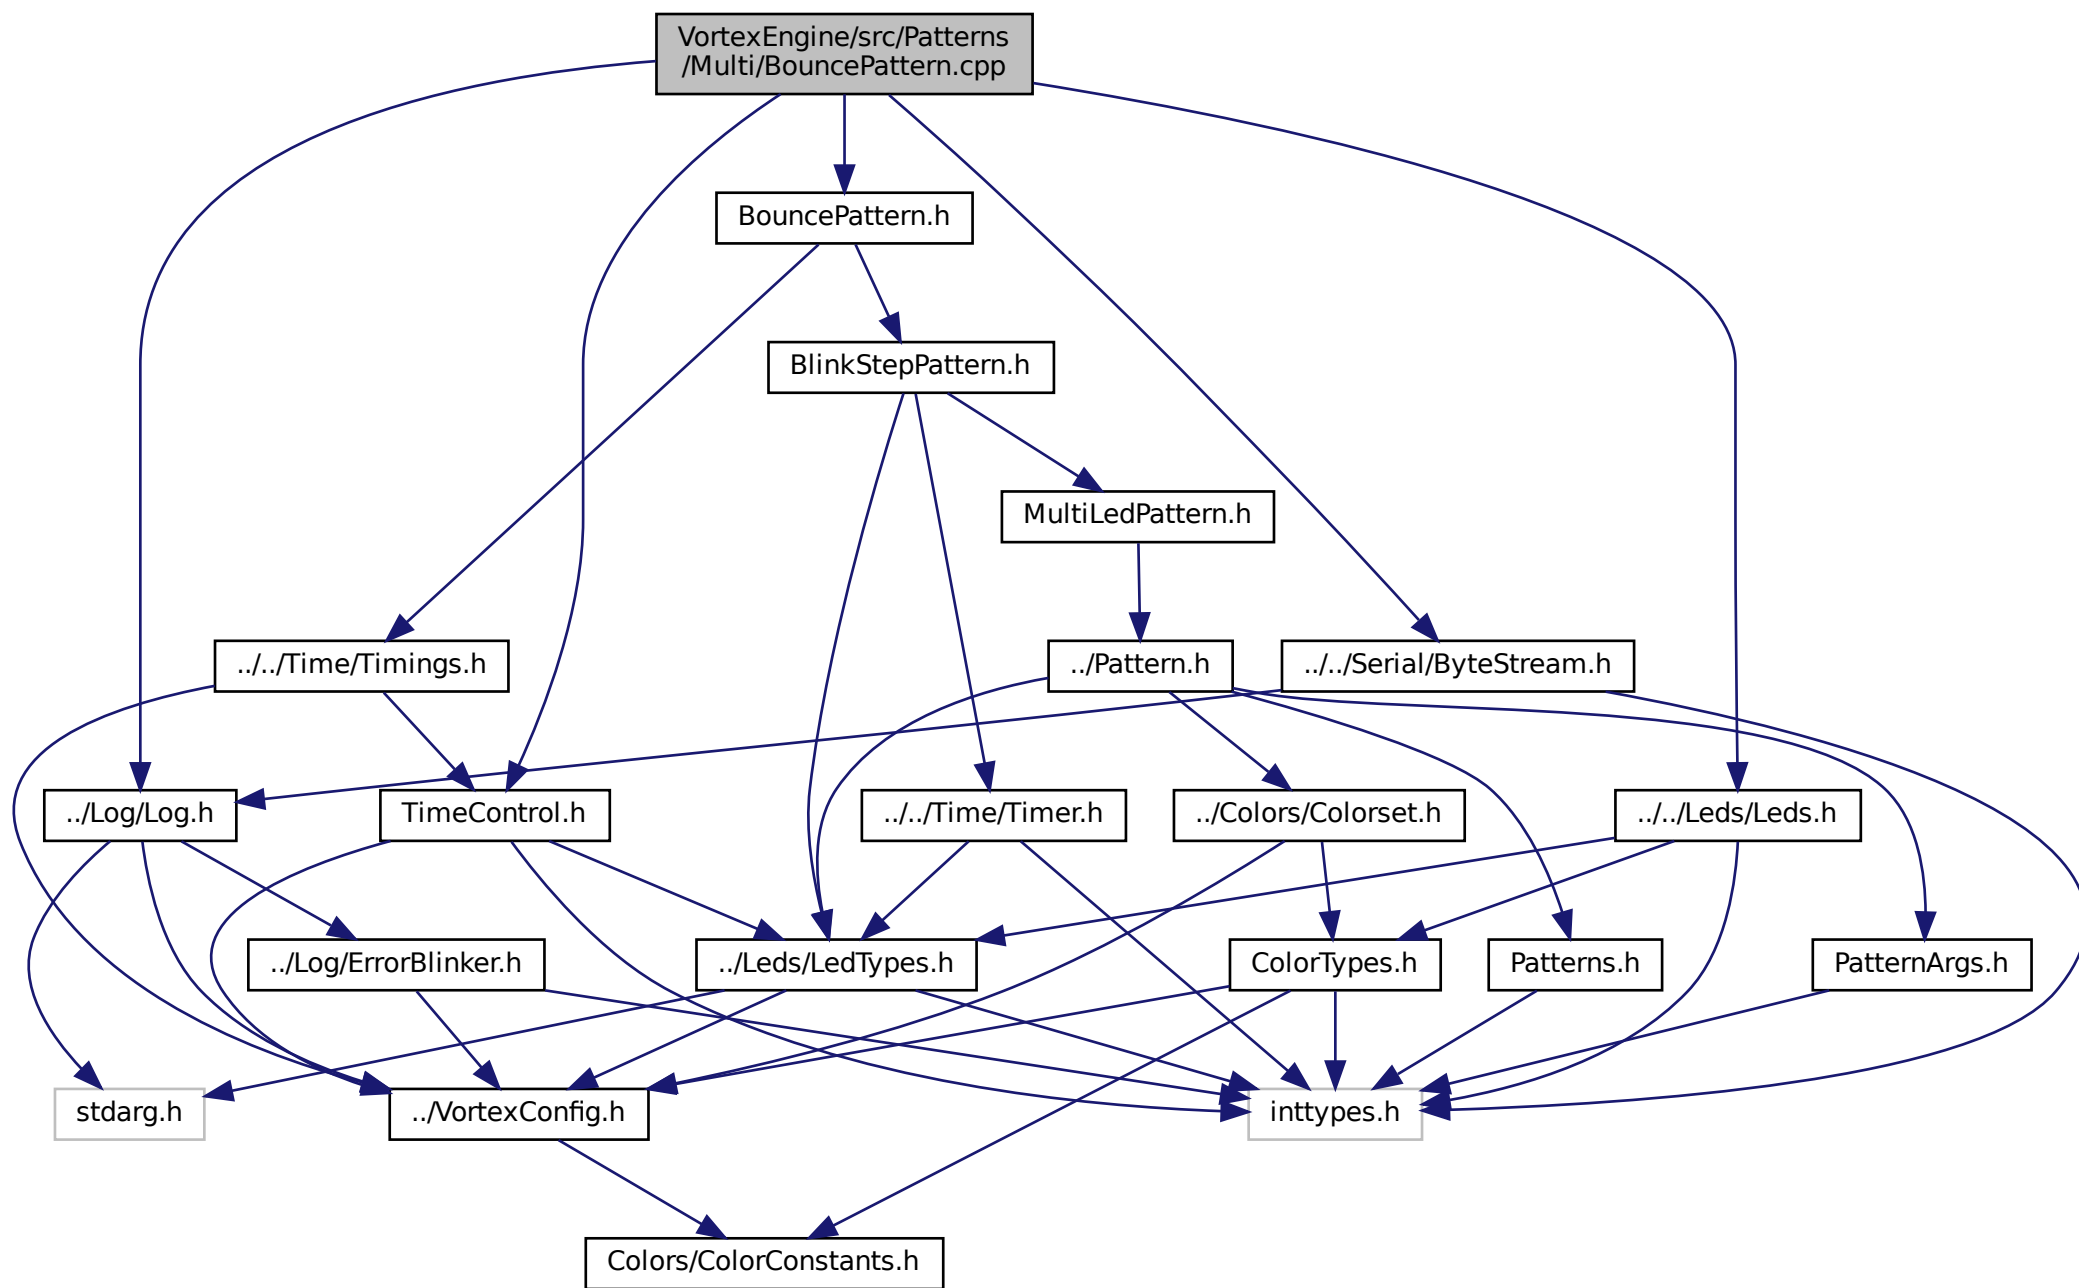 VortexEngine/src/Patterns
/Multi/BouncePattern.cpp
BouncePattern.h
BlinkStepPattern.h
MultiLedPattern.h
../../Time/Timings.h
../Pattern.h
../../Serial/ByteStream.h
../Log/Log.h
TimeControl.h
../../Time/Timer.h
../Colors/Colorset.h
../../Leds/Leds.h
../Log/ErrorBlinker.h
../Leds/LedTypes.h
ColorTypes.h
Patterns.h
PatternArgs.h
stdarg.h
../VortexConfig.h
inttypes.h
Colors/ColorConstants.h